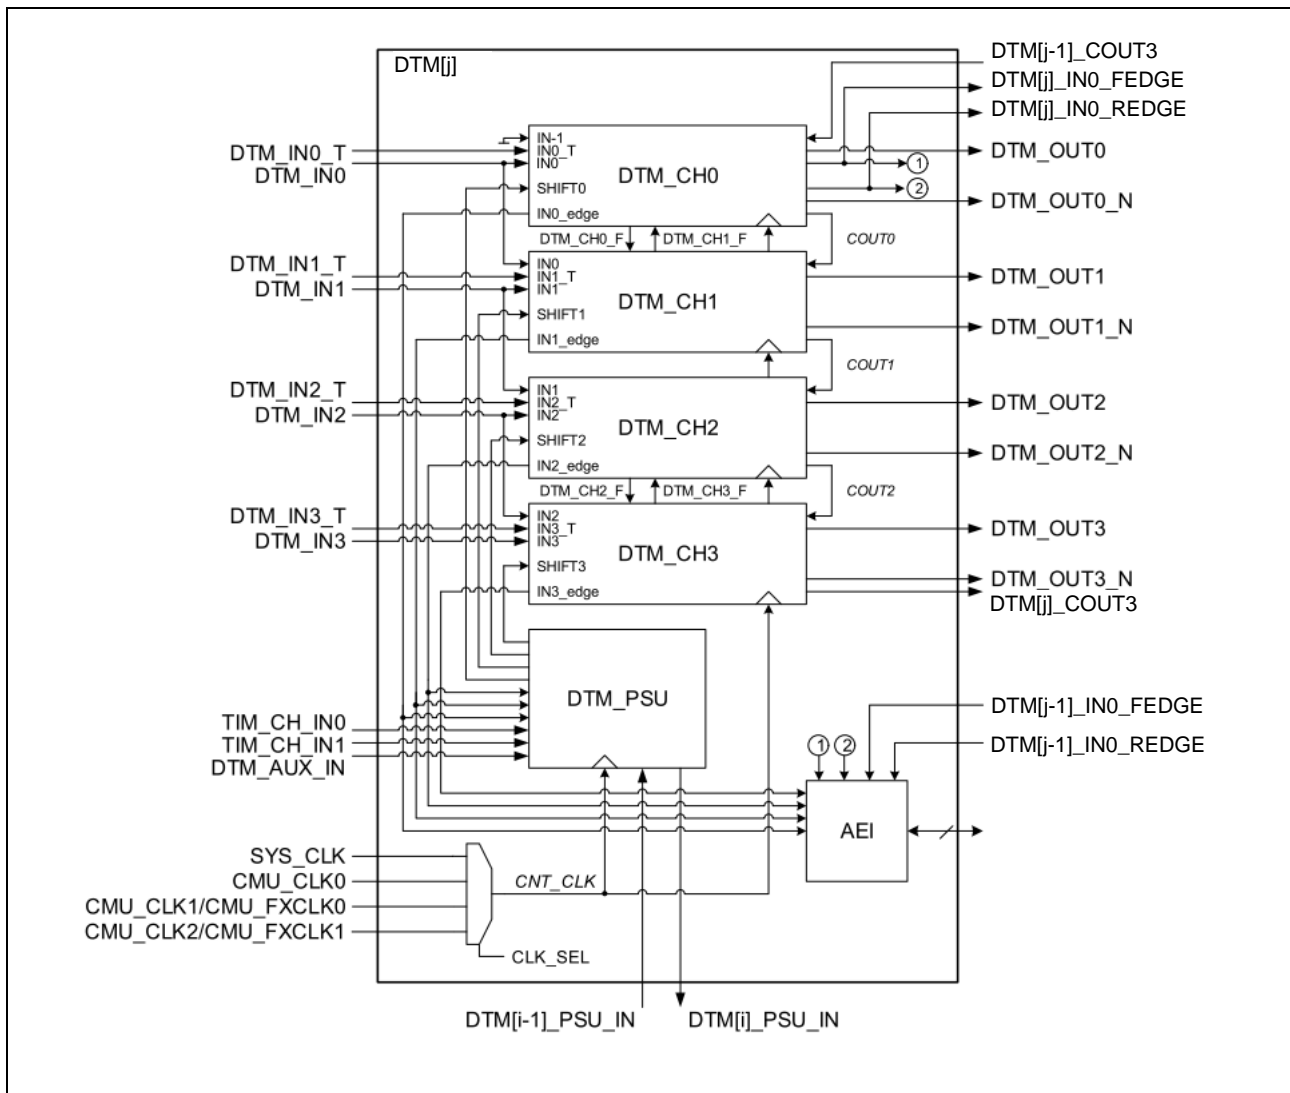 DTM[j]
DTM[j-1]_COUT3
DTM[j]_IN0_FEDGE
DTM[j]_IN0_REDGE
DTM_IN0_T
DTM_IN0
IN-1
IN0_T
IN0
SHIFT0
IN0_edge
DTM_CH0
1
2
DTM_OUT0
DTM_OUT0_N
DTM_CH0_F
DTM_CH1_F
COUT0
DTM_IN1_T
DTM_IN1
IN0
IN1_T
IN1
SHIFT1
IN1_edge
DTM_CH1
DTM_OUT1
DTM_OUT1_N
COUT1
DTM_IN2_T
DTM_IN2
IN1
IN2_T
IN2
SHIFT2
IN2_edge
DTM_CH2
DTM_OUT2
DTM_OUT2_N
DTM_CH2_F
DTM_CH3_F
COUT2
DTM_IN3_T
DTM_IN3
IN2
IN3_T
IN3
SHIFT3
IN3_edge
DTM_CH3
DTM_OUT3
DTM_OUT3_N
DTM[j]_COUT3
DTM_PSU
TIM_CH_IN0
TIM_CH_IN1
DTM_AUX_IN
DTM[j-1]_IN0_FEDGE
DTM[j-1]_IN0_REDGE
1
2
AEI
SYS_CLK
CMU_CLK0
CMU_CLK1/CMU_FXCLK0
CMU_CLK2/CMU_FXCLK1
CNT_CLK
CLK_SEL
DTM[i-1]_PSU_IN
DTM[i]_PSU_IN